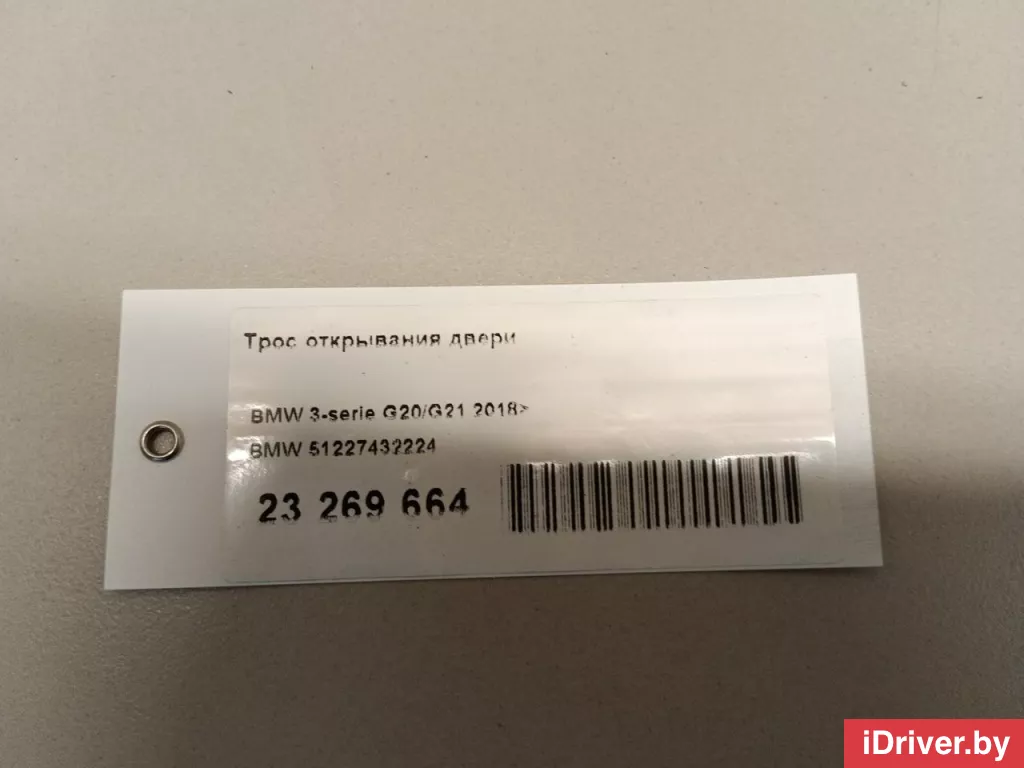 Трос открывания двери
BMW 3-serie G20/G21 2018>
BMW 51227432224
23 269 664
iDriver.by